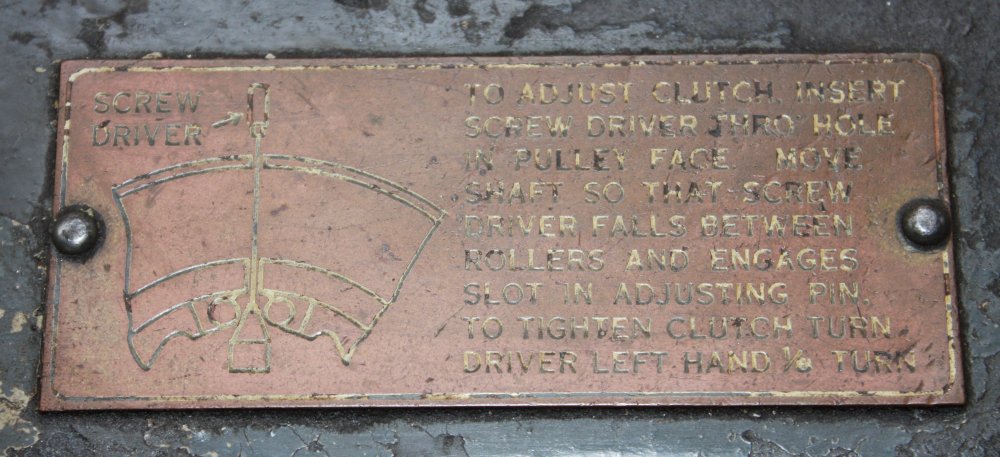 SCREW
DRIVER
TO ADJUST CLUTCH, INSERT
SCREW DRIVER THRO' HOLE
IN PULLEY FACE. MOVE
SHAFT SO THAT SCREW
DRIVER FALLS BETWEEN
ROLLERS AND ENGAGES
SLOT IN ADJUSTING PIN.
TO TIGHTEN CLUTCH TURN
DRIVER LEFT HAND ⅛ TURN